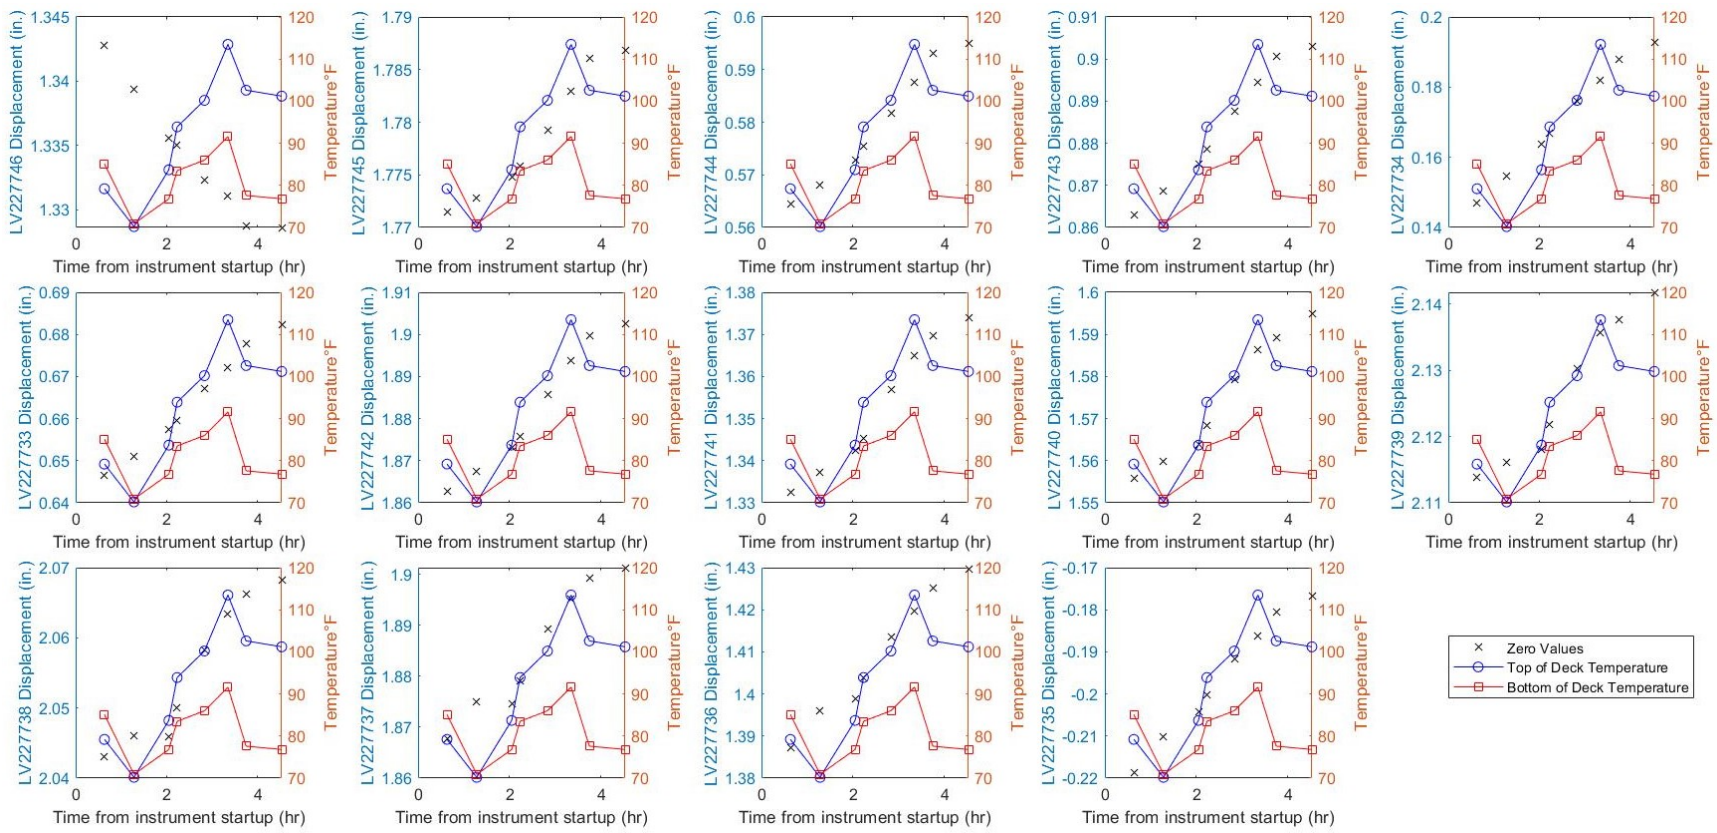 LV227746 Displacement (in.)
1.345
1.34
1.335
1.33
120
110
100
90
80
70
Temperature°F
0 2 4
Time from instrument startup (hr)
LV227745 Displacement (in.)
1.79
1.785
1.78
1.775
1.77
120
110
100
90
80
70
Temperature°F
0 2 4
Time from instrument startup (hr)
LV227744 Displacement (in.)
0.6
0.59
0.58
0.57
0.56
120
110
100
90
80
70
Temperature°F
0 2 4
Time from instrument startup (hr)
LV227743 Displacement (in.)
0.91
0.9
0.89
0.88
0.87
0.86
120
110
100
90
80
70
Temperature°F
0 2 4
Time from instrument startup (hr)
LV227734 Displacement (in.)
0.2
0.18
0.16
0.14
120
110
100
90
80
70
Temperature°F
0 2 4
Time from instrument startup (hr)
LV227733 Displacement (in.)
0.69
0.68
0.67
0.66
0.65
0.64
120
110
100
90
80
70
Temperature°F
0 2 4
Time from instrument startup (hr)
LV227742 Displacement (in.)
1.91
1.9
1.89
1.88
1.87
1.86
120
110
100
90
80
70
Temperature°F
0 2 4
Time from instrument startup (hr)
LV227741 Displacement (in.)
1.38
1.37
1.36
1.35
1.34
1.33
120
110
100
90
80
70
Temperature°F
0 2 4
Time from instrument startup (hr)
LV227740 Displacement (in.)
1.6
1.59
1.58
1.57
1.56
1.55
120
110
100
90
80
70
Temperature°F
0 2 4
Time from instrument startup (hr)
LV227739 Displacement (in.)
2.14
2.13
2.12
2.11
120
110
100
90
80
70
Temperature°F
0 2 4
Time from instrument startup (hr)
LV227738 Displacement (in.)
2.07
2.06
2.05
2.04
120
110
100
90
80
70
Temperature°F
0 2 4
Time from instrument startup (hr)
LV227737 Displacement (in.)
1.9
1.89
1.88
1.87
1.86
120
110
100
90
80
70
Temperature°F
0 2 4
Time from instrument startup (hr)
LV227736 Displacement (in.)
1.43
1.42
1.41
1.4
1.39
1.38
120
110
100
90
80
70
Temperature°F
0 2 4
Time from instrument startup (hr)
LV227735 Displacement (in.)
-0.17
-0.18
-0.19
-0.2
-0.21
-0.22
120
110
100
90
80
70
Temperature°F
0 2 4
Time from instrument startup (hr)
Zero Values
Top of Deck Temperature
Bottom of Deck Temperature